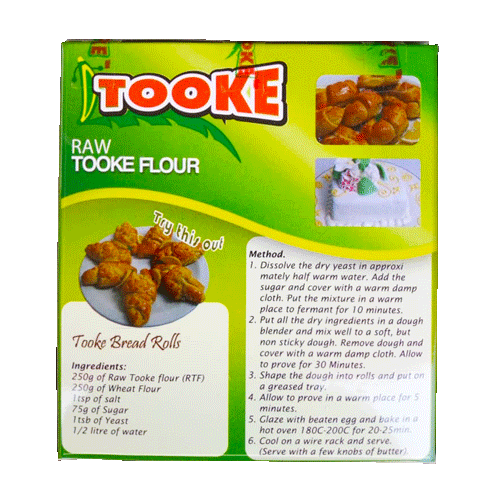 TOOKE
RAW
TOOKE FLOUR
Try this out
Tooke Bread Rolls
Ingredients:
250g of Raw Tooke flour (RTF)
250g of Wheat Flour
1tsp of salt
75g of Sugar
1tsb of Yeast
1/2 litre of water
Method.
1. Dissolve the dry yeast in approxi
mately half warm water. Add the
sugar and cover with a warm damp
cloth. Put the mixture in a warm
place to fermant for 10 minutes.
2. Put all the dry ingredients in a dough
blender and mix well to a soft, but
non sticky dough. Remove dough and
cover with a warm damp cloth. Allow
to prove for 30 Minutes.
3. Shape the dough into rolls and put on
a greased tray.
4. Allow to prove in a warm place for 5
minutes.
5. Glaze with beaten egg and bake in a
hot oven 180C-200C for 20-25min.
6. Cool on a wire rack and serve.
(Serve with a few knobs of butter).